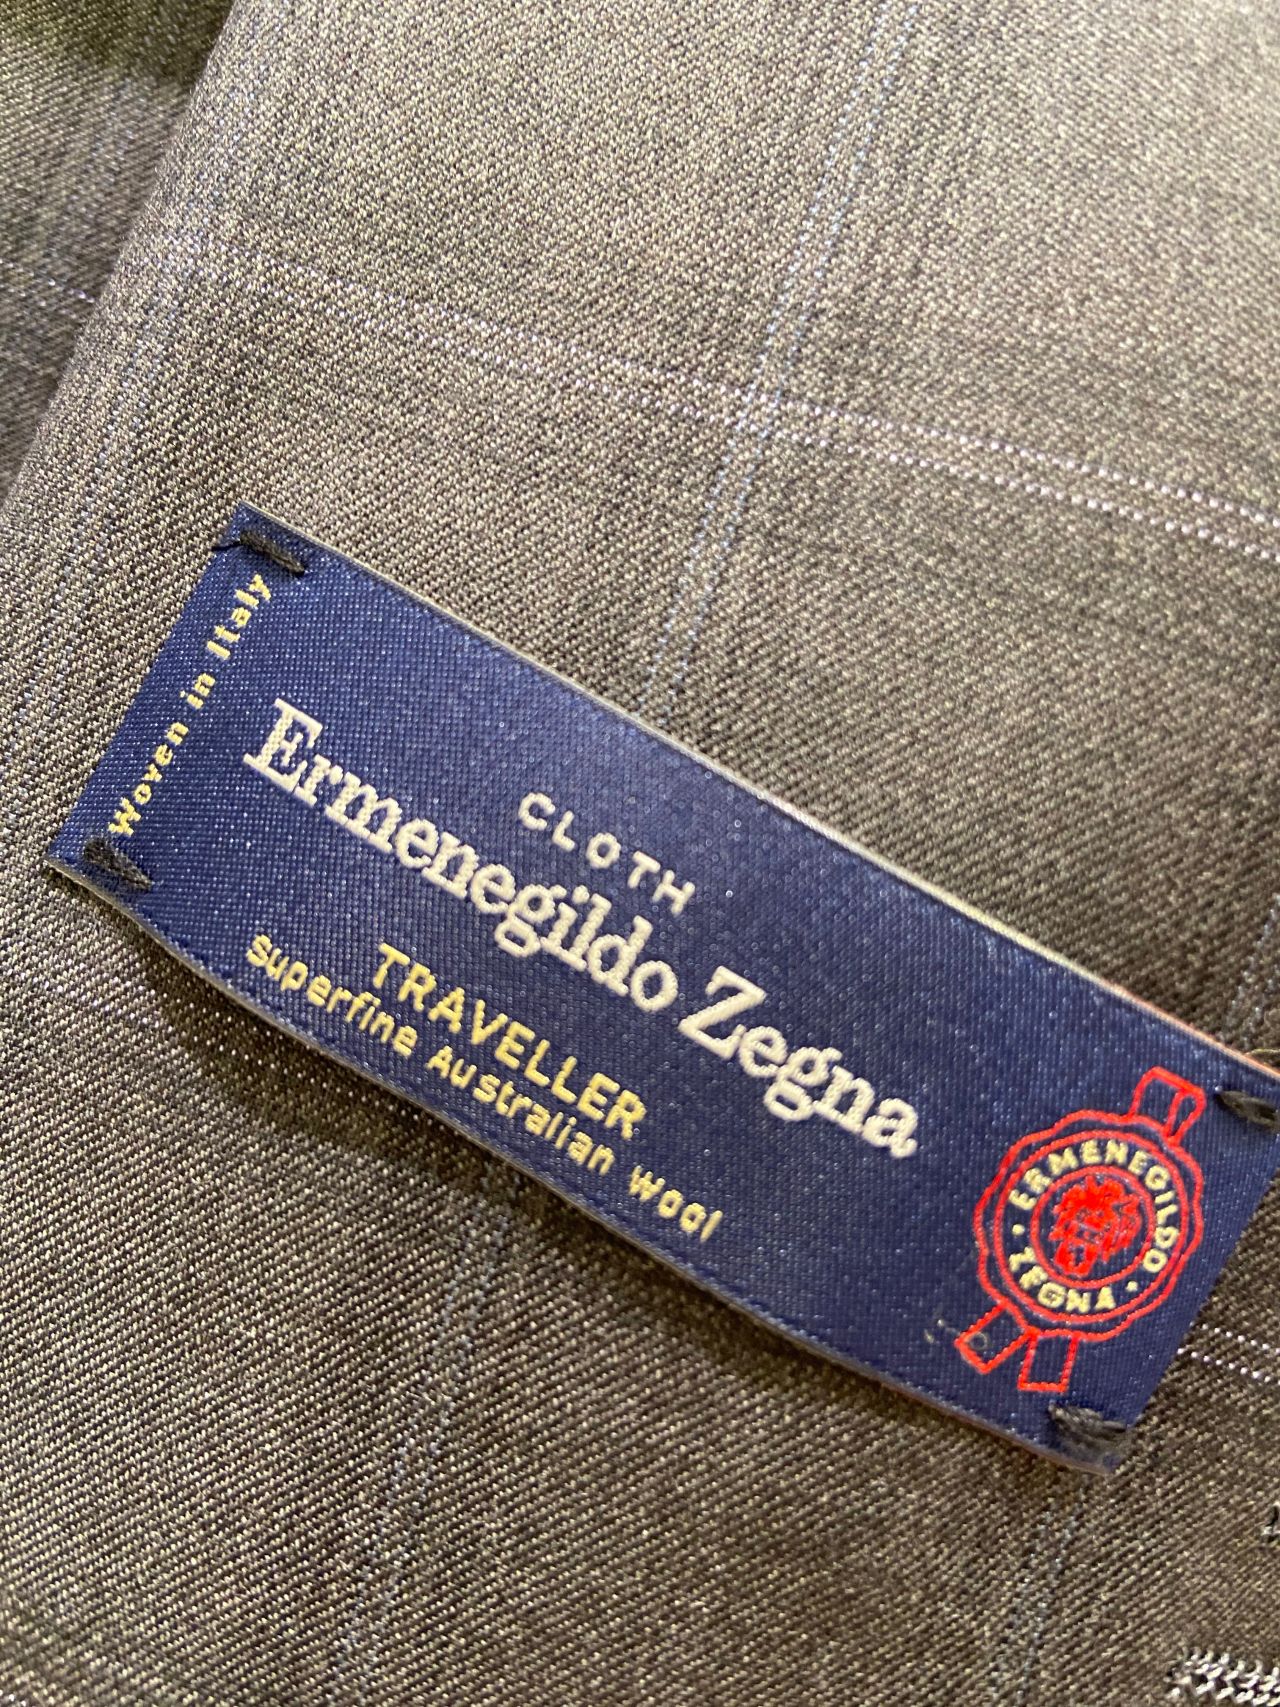 Woven in Italy
CLOTH
Ermenegildo Zegna
TRAVELLER
Superfine Australian Wool
ERMENEGILDO
· ZEGNA ·